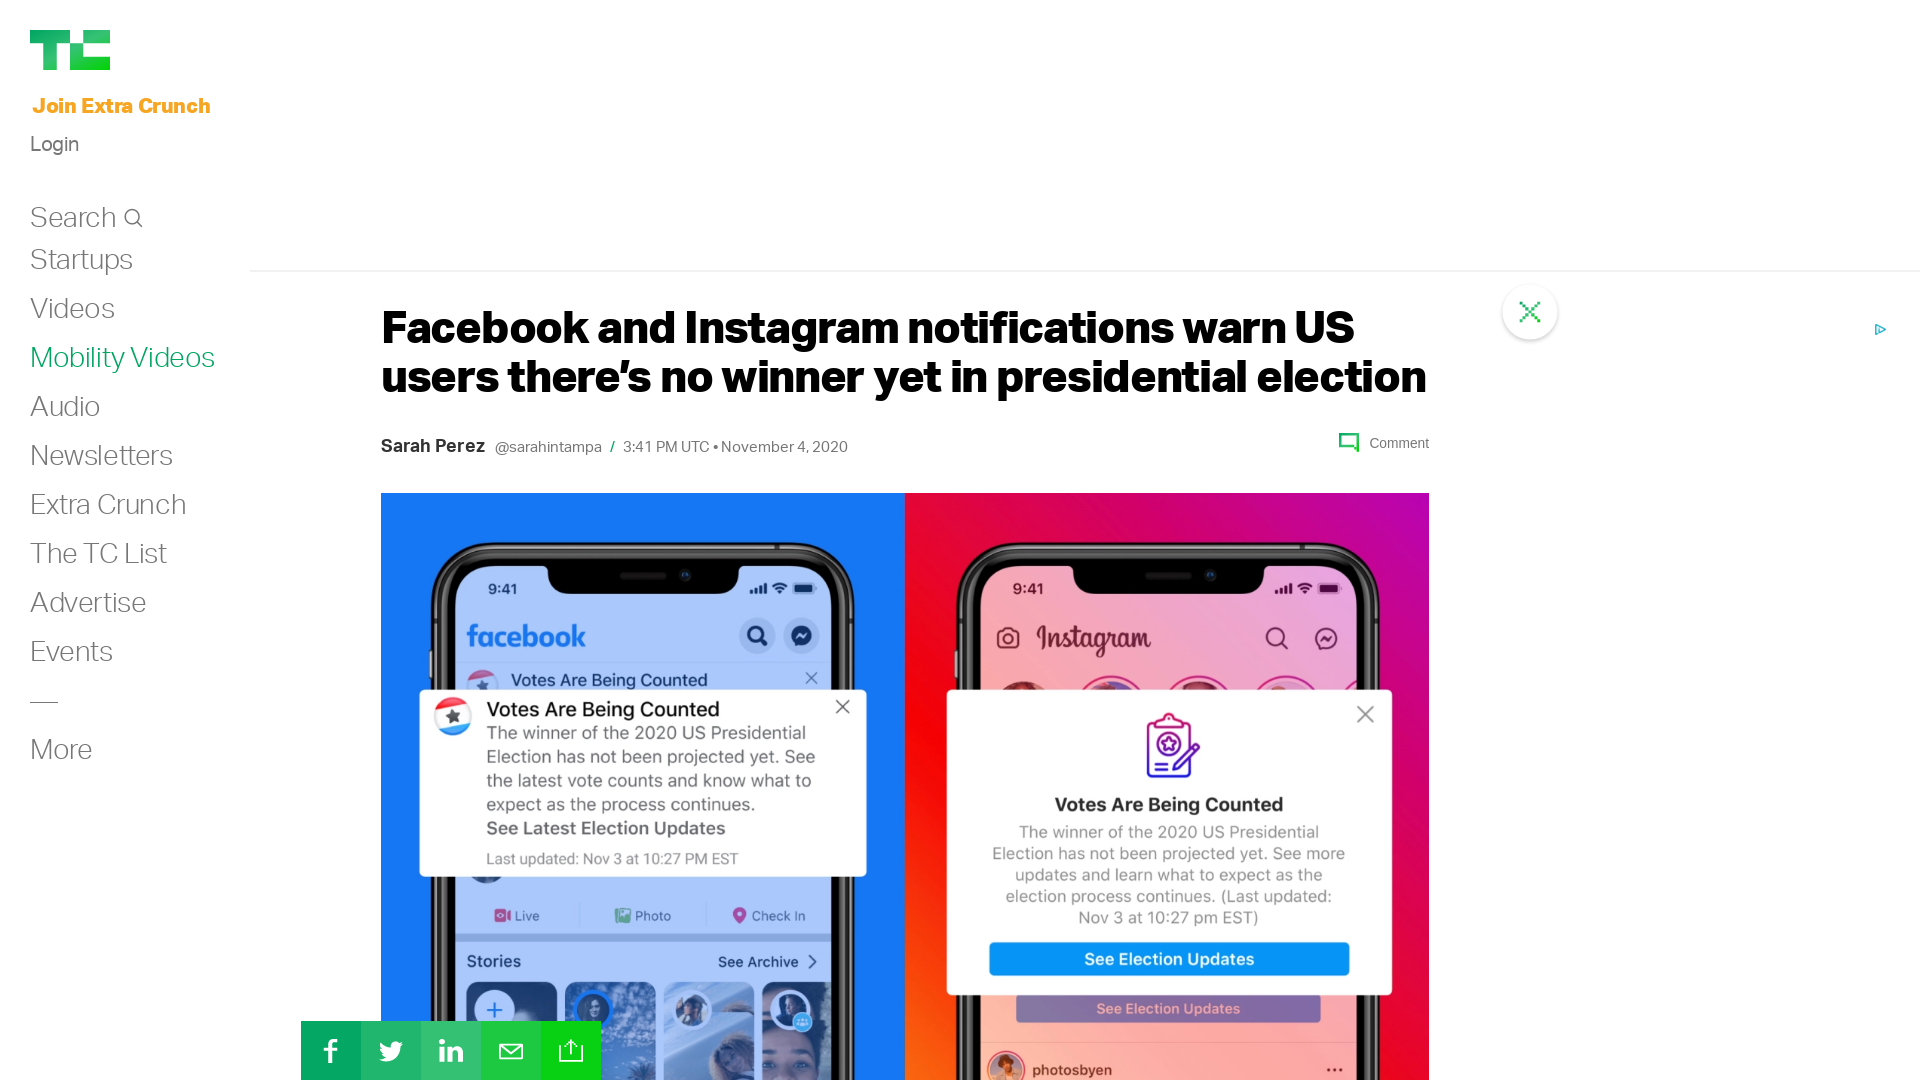 TC
Join Extra Crunch
Login
Search
Startups
Videos
Mobility Videos
Audio
Newsletters
Extra Crunch
The TC List
Advertise
Events
More
Facebook and Instagram notifications warn US
users there’s no winner yet in presidential election
Sarah Perez @sarahintampa / 3:41 PM UTC • November 4, 2020
Comment
9:41
facebook
Votes Are Being Counted
Votes Are Being Counted
The winner of the 2020 US Presidential
Election has not been projected yet. See
the latest vote counts and know what to
expect as the process continues.
See Latest Election Updates
Last updated: Nov 3 at 10:27 PM EST
Live
Photo
Check In
Stories
See Archive
9:41
Instagram
Votes Are Being Counted
The winner of the 2020 US Presidential
Election has not been projected yet. See more
updates and learn what to expect as the
election process continues. (Last updated:
Nov 3 at 10:27 pm EST)
See Election Updates
See Election Updates
photosbyen